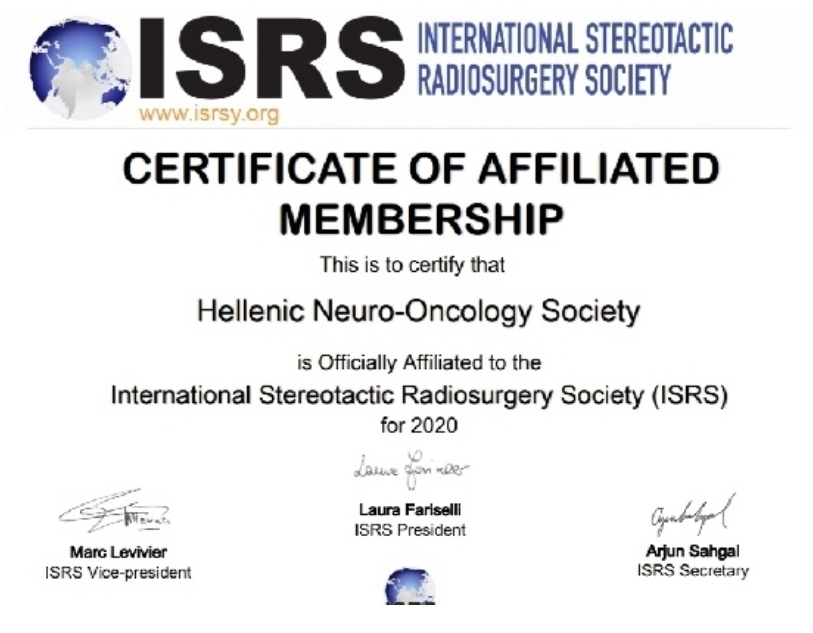 ISRS
INTERNATIONAL STEREOTACTIC
RADIOSURGERY SOCIETY
www.isrsy.org
CERTIFICATE OF AFFILIATED
MEMBERSHIP
This is to certify that
Hellenic Neuro-Oncology Society
is Officially Affiliated to the
International Stereotactic Radiosurgery Society (ISRS)
for 2020
Laura Fariselli
ISRS President
Marc Levivier
ISRS Vice-president
Arjun Sahgal
ISRS Secretary